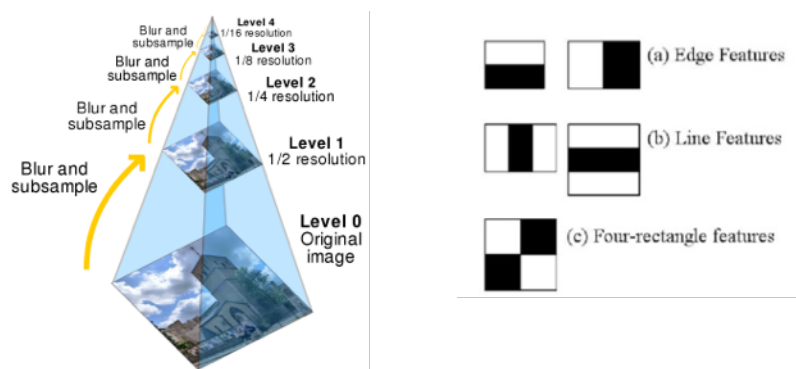 Level 4
1/16 resolution
Blur and
subsample
Level 3
1/8 resolution
Blur and
subsample
Level 2
1/4 resolution
Blur and
subsample
Level 1
1/2 resolution
Blur and
subsample
Level 0
Original
image
(a) Edge Features
(b) Line Features
(c) Four-rectangle features